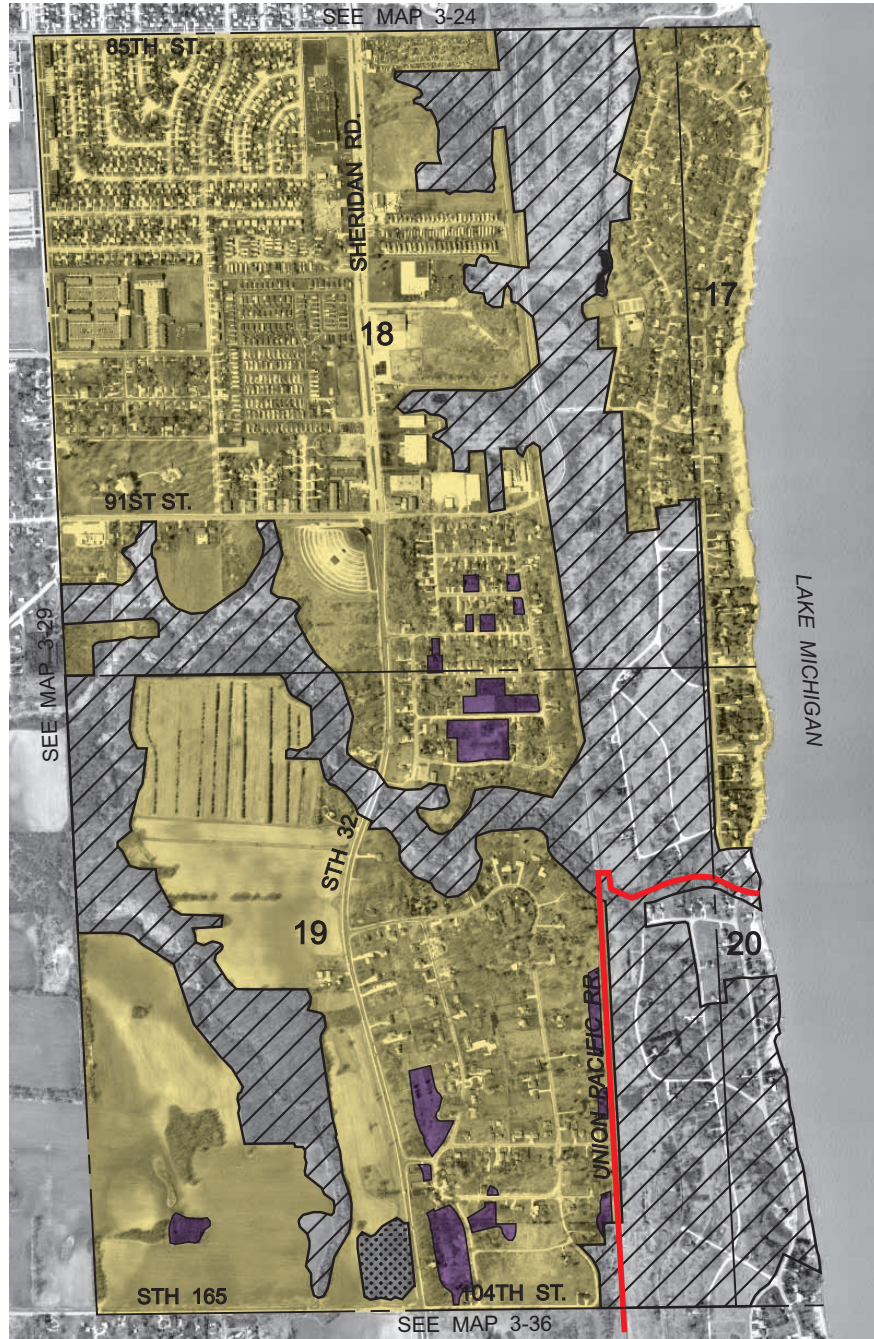 SEE MAP 3-24
85TH ST.
SHERIDAN RD.
17
18
91ST ST.
LAKE MICHIGAN
SEE MAP 3-29
STH 32
19
20
UNION PACIFIC RR
STH 165
104TH ST.
SEE MAP 3-36